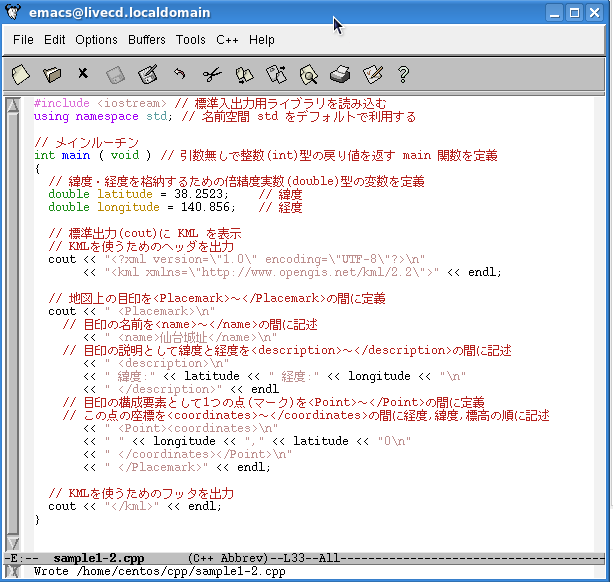 emacs@livecd.localdomain
File Edit Options Buffers Tools C++ Help
#include <iostream> // 標準入出力用ライブラリを読み込む
using namespace std; // 名前空間 std をデフォルトで利用する
// メインルーチン
int main ( void ) // 引数無しで整数(int)型の戻り値を返す main 関数を定義
{
// 緯度・経度を格納するための倍精度実数(double)型の変数を定義
double latitude = 38.2523; // 緯度
double longitude = 140.856; // 経度
// 標準出力(cout)に KML を表示
// KMLを使うためのヘッダを出力
cout << "<?xml version=\"1.0\" encoding=\"UTF-8\"?>\n"
<< "<kml xmlns=\"http://www.opengis.net/kml/2.2\">" << endl;
// 地図上の目印を<Placemark>～</Placemark>の間に定義
cout << " <Placemark>\n"
// 目印の名前を<name>～</name>の間に記述
<< " <name>仙台城址</name>\n"
// 目印の説明として緯度と経度を<description>～</description>の間に記述
<< " <description>\n"
<< " 緯度:" << latitude << " 経度:" << longitude << "\n"
<< " </description>" << endl
// 目印の構成要素として1つの点(マーク)を<Point>～</Point>の間に定義
// この点の座標を<coordinates>～</coordinates>の間に経度,緯度,標高の順に記述
<< " <Point><coordinates>\n"
<< " " << longitude << "," << latitude << "0\n"
<< " </coordinates></Point>\n"
<< " </Placemark>" << endl;
// KMLを使うためのフッタを出力
cout << "</kml>" << endl;
}
-E:-- sample1-2.cpp (C++ Abbrev)--L33--All
Wrote /home/centos/cpp/sample1-2.cpp